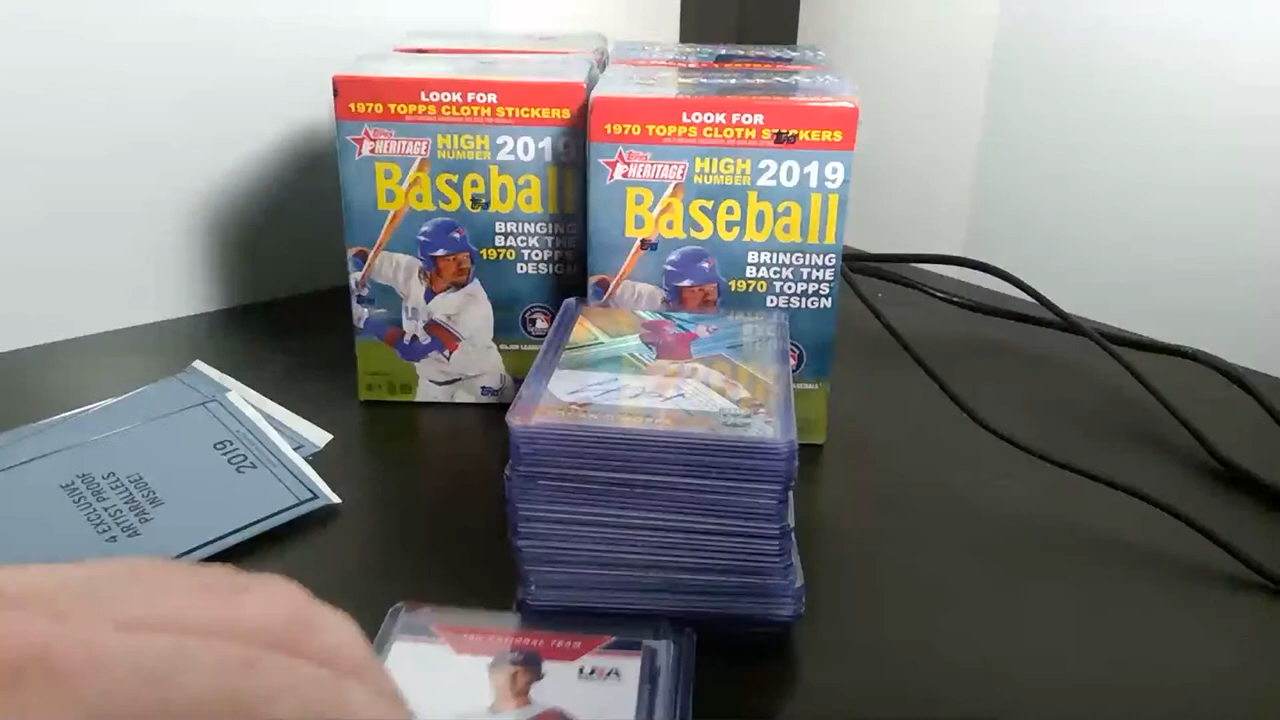 LOOK FOR
1970 TOPPS CLOTH STICKERS
Topps
HERITAGE
HIGH
NUMBER
2019
Baseball
BRINGING
BACK THE
1970 TOPPS
DESIGN
LOOK FOR
1970 TOPPS CLOTH STICKERS
Topps
HERITAGE
HIGH
NUMBER
2019
Baseball
BRINGING
BACK THE
1970 TOPPS
DESIGN
2019
4 EXCLUSIVE
ARTIST PROOF
PARALLELS
INSIDE!
USA